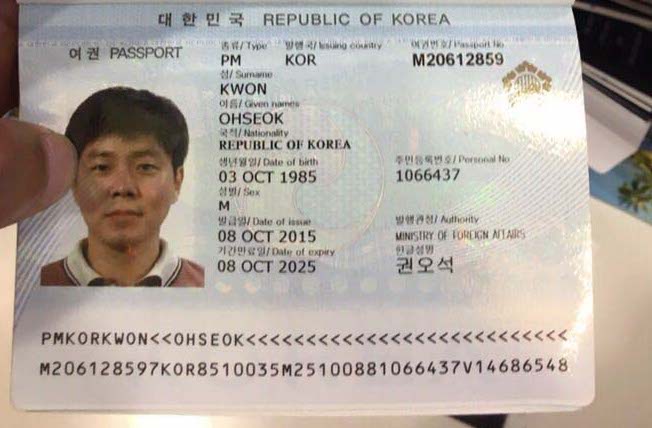 대한민국 REPUBLIC OF KOREA
여권 PASSPORT
종류/Type 발행국/Issuing country 여권번호/Passport No.
PM KOR M20612859
성/Surname
KWON
이름/Given names
OHSEOK
국적/Nationality
REPUBLIC OF KOREA
생년월일/Date of birth 주민등록번호/Personal No
03 OCT 1985 1066437
성별/Sex
M
발급일/Date of issue 발행관청/Authority
08 OCT 2015 MINISTRY OF FOREIGN AFFAIRS
기간만료일/Date of expiry 한글성명
08 OCT 2025 권오석
PMKORKWON<<OHSEOK<<<<<<<<<<<<<<<<<<<<<<<<<<<
M206128597KOR8510035M25100881066437V14686548